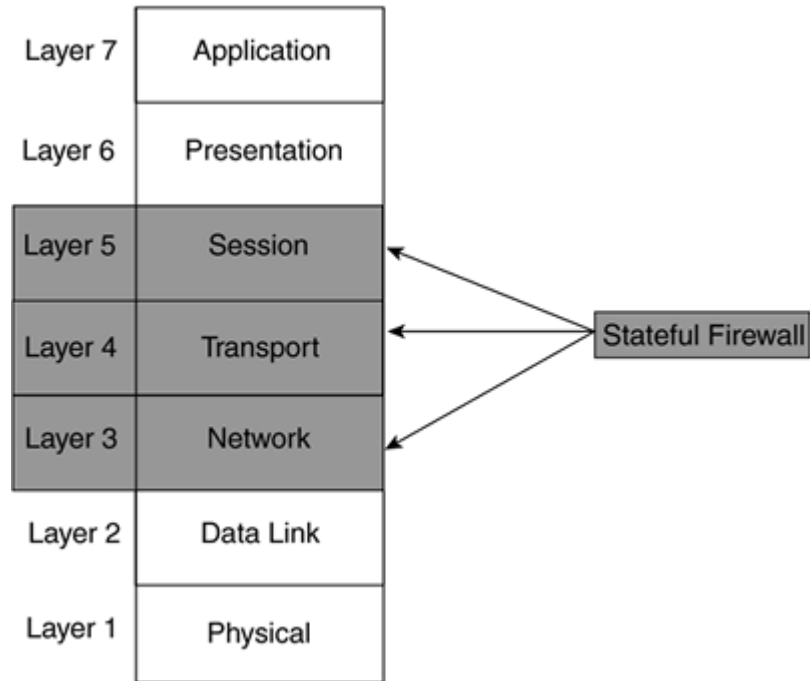 Layer 7 Application
Layer 6 Presentation
Layer 5 Session
Layer 4 Transport
Stateful Firewall
Layer 3 Network
Layer 2 Data Link
Layer 1 Physical